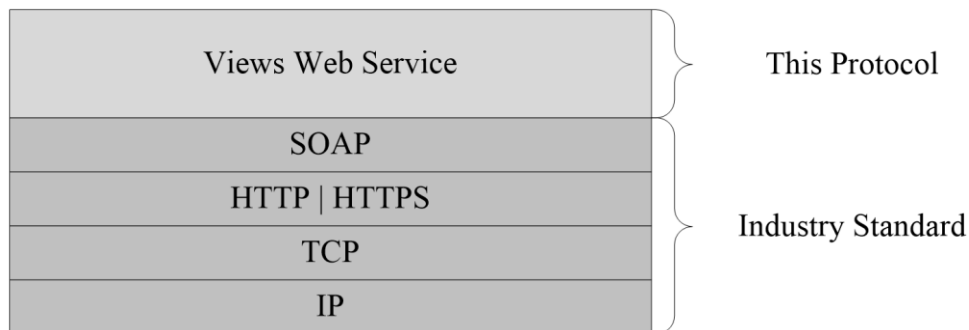 Views Web Service
This Protocol
SOAP
HTTP | HTTPS
TCP
IP
Industry Standard